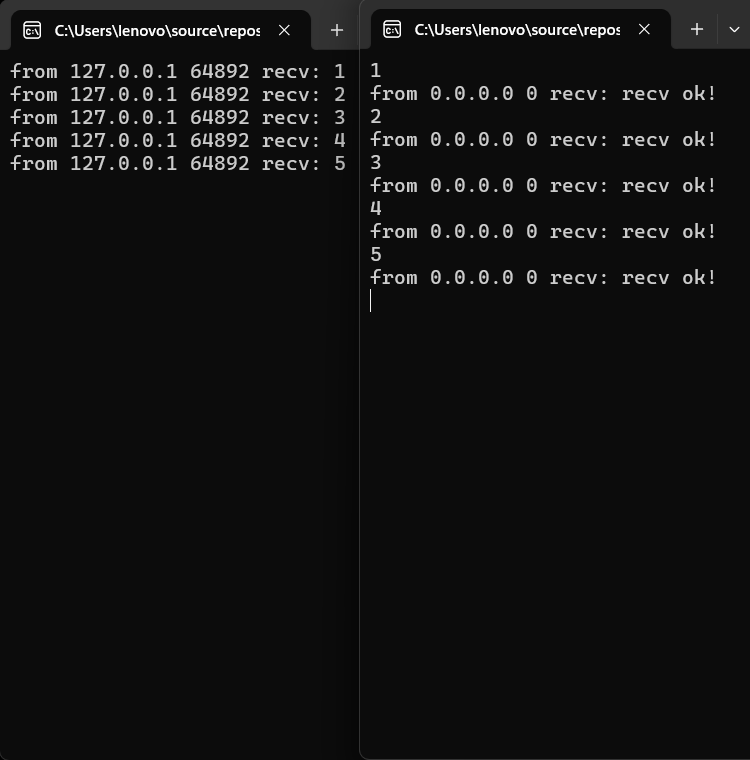 C:\Users\lenovo\source\repos
from 127.0.0.1 64892 recv: 1
from 127.0.0.1 64892 recv: 2
from 127.0.0.1 64892 recv: 3
from 127.0.0.1 64892 recv: 4
from 127.0.0.1 64892 recv: 5
C:\Users\lenovo\source\repos
1
from 0.0.0.0 0 recv: recv ok!
2
from 0.0.0.0 0 recv: recv ok!
3
from 0.0.0.0 0 recv: recv ok!
4
from 0.0.0.0 0 recv: recv ok!
5
from 0.0.0.0 0 recv: recv ok!